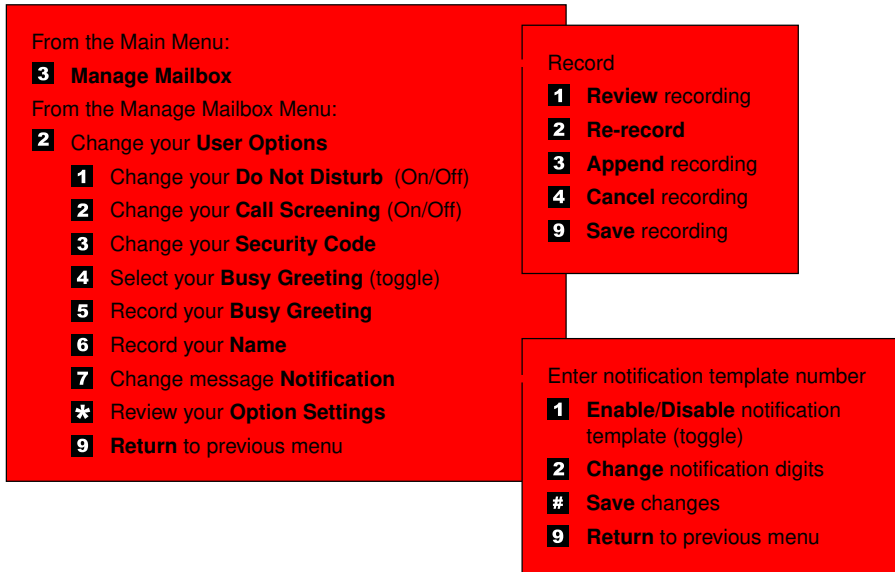 From the Main Menu:
3 Manage Mailbox
From the Manage Mailbox Menu:
2 Change your User Options
1 Change your Do Not Disturb (On/Off)
2 Change your Call Screening (On/Off)
3 Change your Security Code
4 Select your Busy Greeting (toggle)
5 Record your Busy Greeting
6 Record your Name
7 Change message Notification
* Review your Option Settings
9 Return to previous menu
Record
1 Review recording
2 Re-record
3 Append recording
4 Cancel recording
9 Save recording
Enter notification template number
1 Enable/Disable notification
template (toggle)
2 Change notification digits
# Save changes
9 Return to previous menu